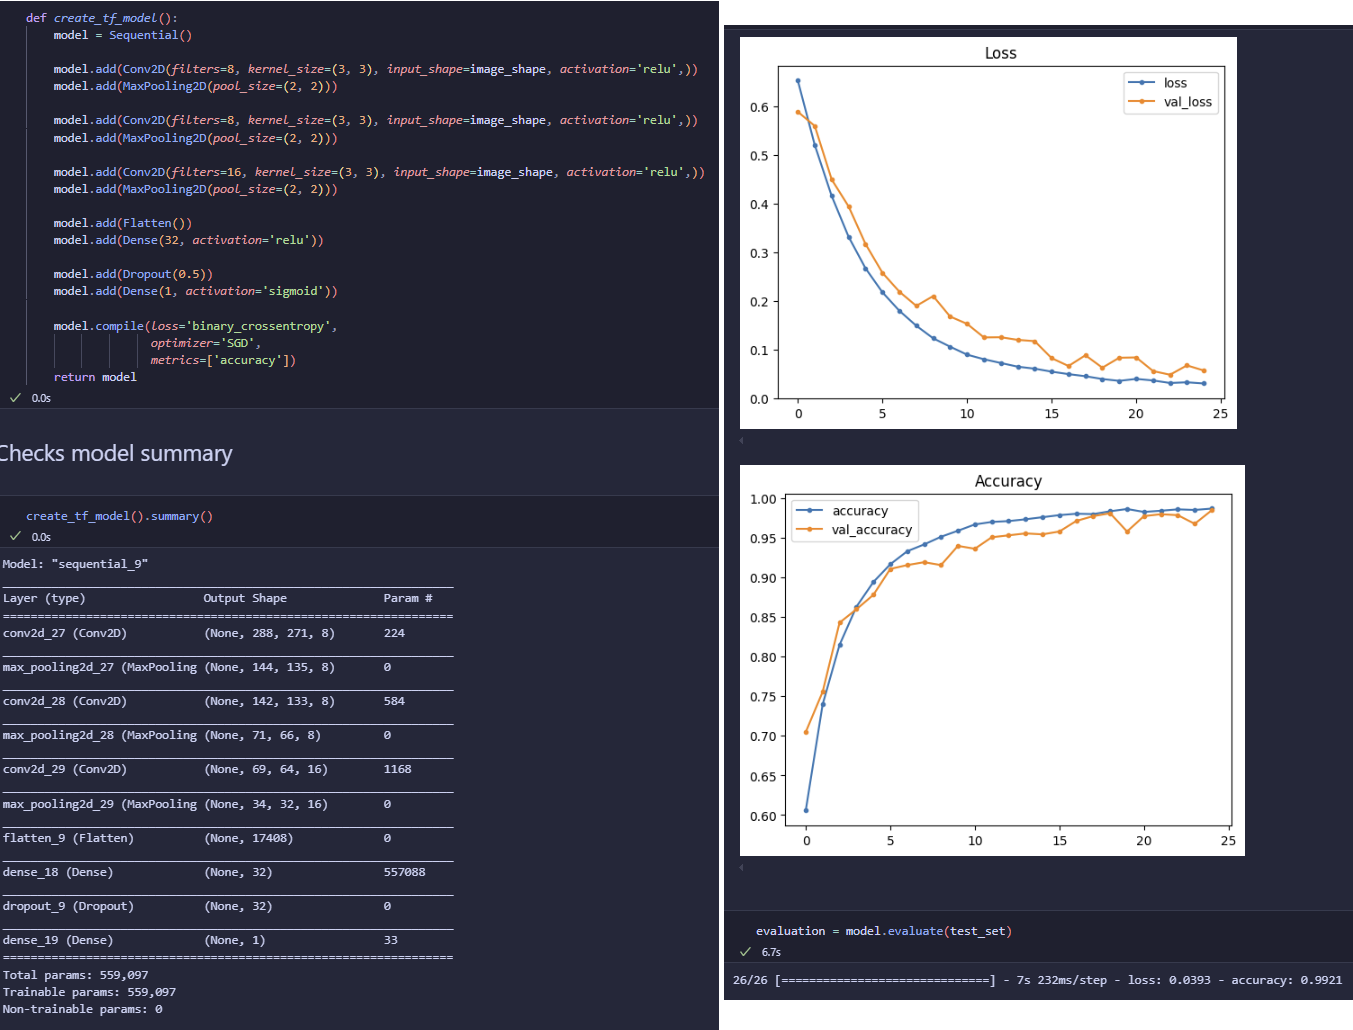 def create_tf_model():
model = Sequential()
model.add(Conv2D(filters=8, kernel_size=(3, 3), input_shape=image_shape, activation='relu',))
model.add(MaxPooling2D(pool_size=(2, 2)))
model.add(Conv2D(filters=8, kernel_size=(3, 3), input_shape=image_shape, activation='relu',))
model.add(MaxPooling2D(pool_size=(2, 2)))
model.add(Conv2D(filters=16, kernel_size=(3, 3), input_shape=image_shape, activation='relu',))
model.add(MaxPooling2D(pool_size=(2, 2)))
model.add(Flatten())
model.add(Dense(32, activation='relu'))
model.add(Dropout(0.5))
model.add(Dense(1, activation='sigmoid'))
model.compile(loss='binary_crossentropy',
optimizer='SGD',
metrics=['accuracy'])
return model
0.0s
Checks model summary
create_tf_model().summary()
0.0s
Model: "sequential_9"
Layer (type) Output Shape Param #
conv2d_27 (Conv2D) (None, 288, 271, 8) 224
max_pooling2d_27 (MaxPooling (None, 144, 135, 8) 0
conv2d_28 (Conv2D) (None, 142, 133, 8) 584
max_pooling2d_28 (MaxPooling (None, 71, 66, 8) 0
conv2d_29 (Conv2D) (None, 69, 64, 16) 1168
max_pooling2d_29 (MaxPooling (None, 34, 32, 16) 0
flatten_9 (Flatten) (None, 17408) 0
dense_18 (Dense) (None, 32) 557088
dropout_9 (Dropout) (None, 32) 0
dense_19 (Dense) (None, 1) 33
Total params: 559,097
Trainable params: 559,097
Non-trainable params: 0
Loss
loss
val_loss
0.6
0.5
0.4
0.3
0.2
0.1
0.0
0 5 10 15 20 25
Accuracy
accuracy
val_accuracy
1.00
0.95
0.90
0.85
0.80
0.75
0.70
0.65
0.60
0 5 10 15 20 25
evaluation = model.evaluate(test_set)
6.7s
26/26 [==============================] - 7s 232ms/step - loss: 0.0393 - accuracy: 0.9921